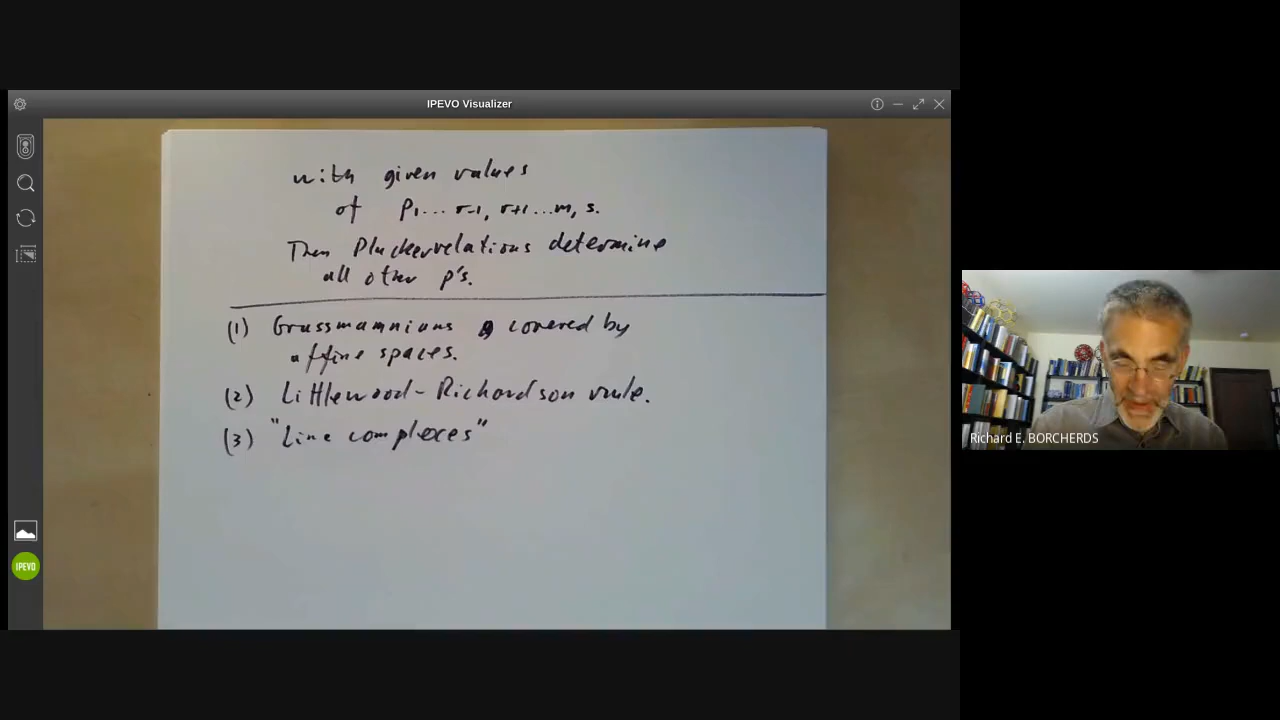 IPEVO Visualizer
with given values
of P1... r-1, r+1...m, s.
Then Pluckerrelations determine
all other p's.
(1) Grassmannians covered by
affine spaces.
(2) Littlewood-Richardson rule.
(3) "Line complexes"
Richard E. BORCHERDS
IPEVO